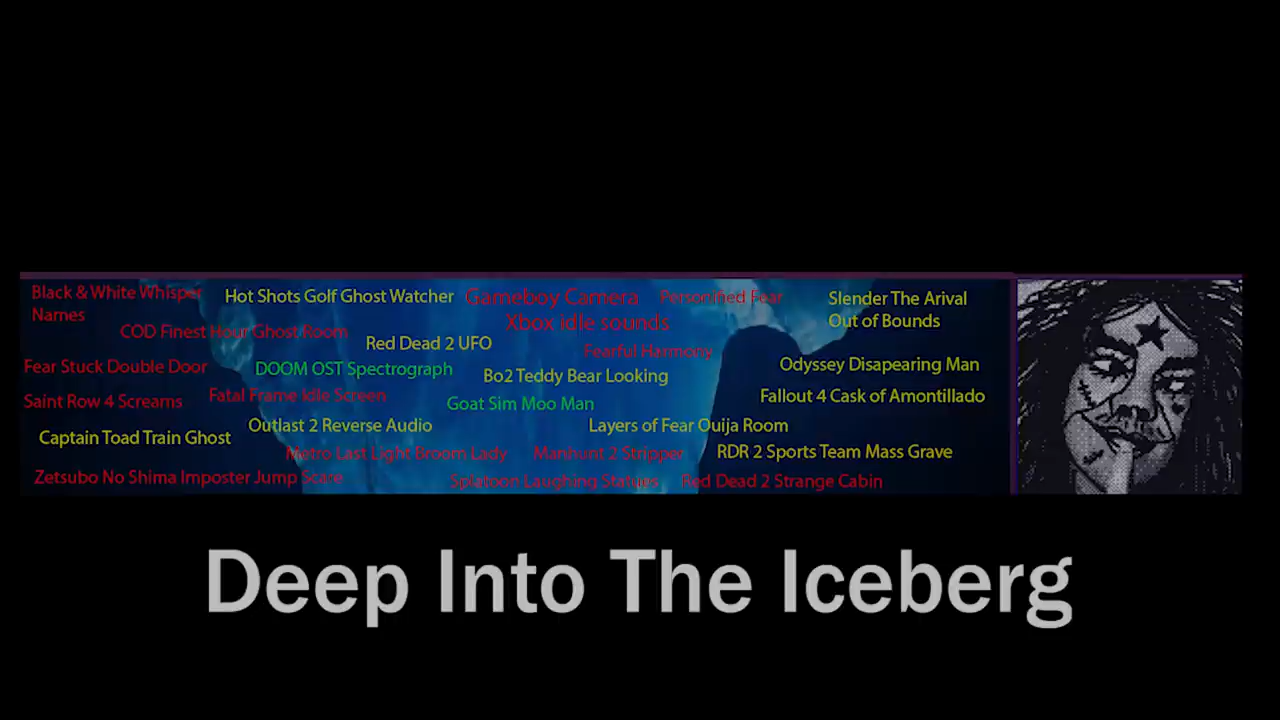 Black & White Whisper
Names
Hot Shots Golf Ghost Watcher
Gameboy Camera
Personified Fear
Slender The Arival
Out of Bounds
COD Finest Hour Ghost Room
Xbox idle sounds
Red Dead 2 UFO
Fearful Harmony
Fear Stuck Double Door
DOOM OST Spectrograph
Bo2 Teddy Bear Looking
Odyssey Disapearing Man
Saint Row 4 Screams
Fatal Frame Idle Screen
Goat Sim Moo Man
Fallout 4 Cask of Amontillado
Captain Toad Train Ghost
Outlast 2 Reverse Audio
Layers of Fear Ouija Room
Metro Last Light Broom Lady
Manhunt 2 Stripper
RDR 2 Sports Team Mass Grave
Zetsubo No Shima Imposter Jump Scare
Splatoon Laughing Statues
Red Dead 2 Strange Cabin
Deep Into The Iceberg